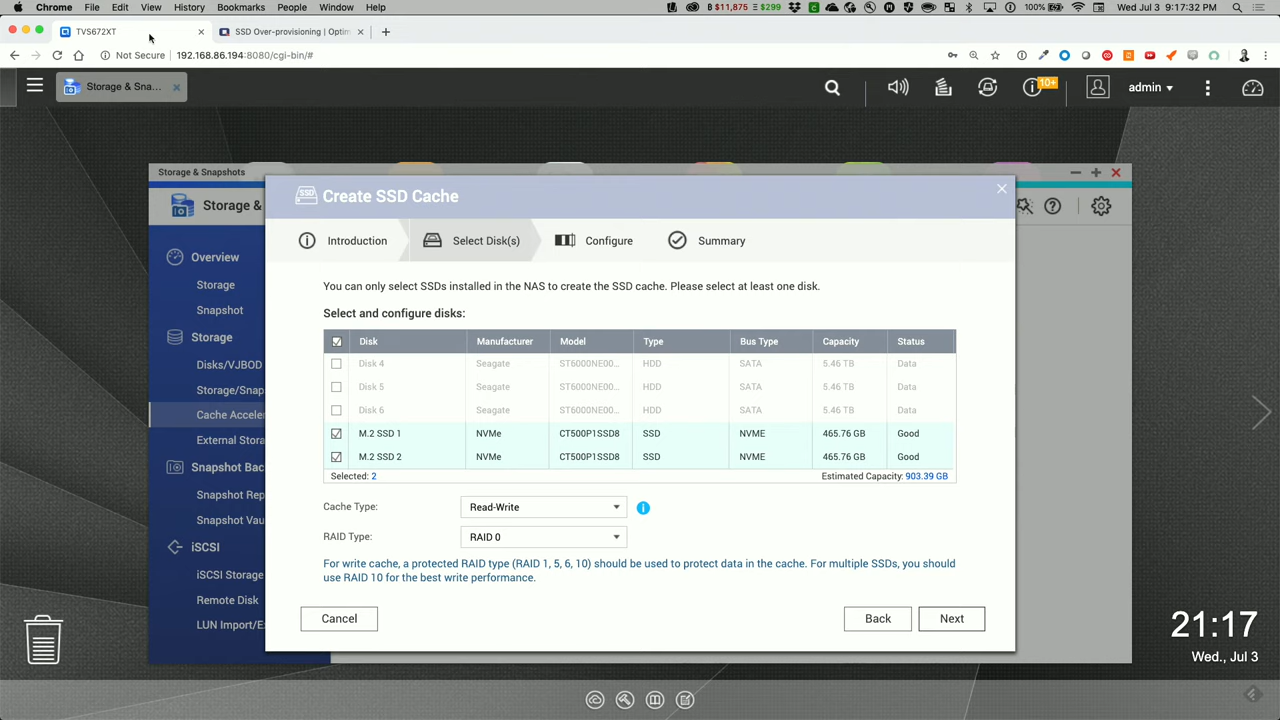 Chrome File Edit View History Bookmarks People Window Help
$11,875 $299 100% Wed Jul 3 9:17:32 PM
TVS672XT
SSD Over-provisioning | Optim
Not Secure 192.168.86.194:8080/cgi-bin/#
Storage & Sna...
10+
admin
Storage & Snapshots
Storage &
Overview
Storage
Snapshot
Storage
Disks/VJBOD
Storage/Snap
Cache Acceler
External Stora
Snapshot Bac
Snapshot Rep
Snapshot Vau
iSCSI
iSCSI Storage
Remote Disk
LUN Import/Ex
SSD
Create SSD Cache
Introduction Select Disk(s) Configure Summary
You can only select SSDs installed in the NAS to create the SSD cache. Please select at least one disk.
Select and configure disks:
Disk Manufacturer Model Type Bus Type Capacity Status
Disk 4 Seagate ST6000NE00... HDD SATA 5.46 TB Data
Disk 5 Seagate ST6000NE00... HDD SATA 5.46 TB Data
Disk 6 Seagate ST6000NE00... HDD SATA 5.46 TB Data
M.2 SSD 1 NVMe CT500P1SSD8 SSD NVME 465.76 GB Good
M.2 SSD 2 NVMe CT500P1SSD8 SSD NVME 465.76 GB Good
Selected: 2 Estimated Capacity: 903.39 GB
Cache Type: Read-Write
RAID Type: RAID 0
For write cache, a protected RAID type (RAID 1, 5, 6, 10) should be used to protect data in the cache. For multiple SSDs, you should
use RAID 10 for the best write performance.
Cancel Back Next
21:17
Wed., Jul 3